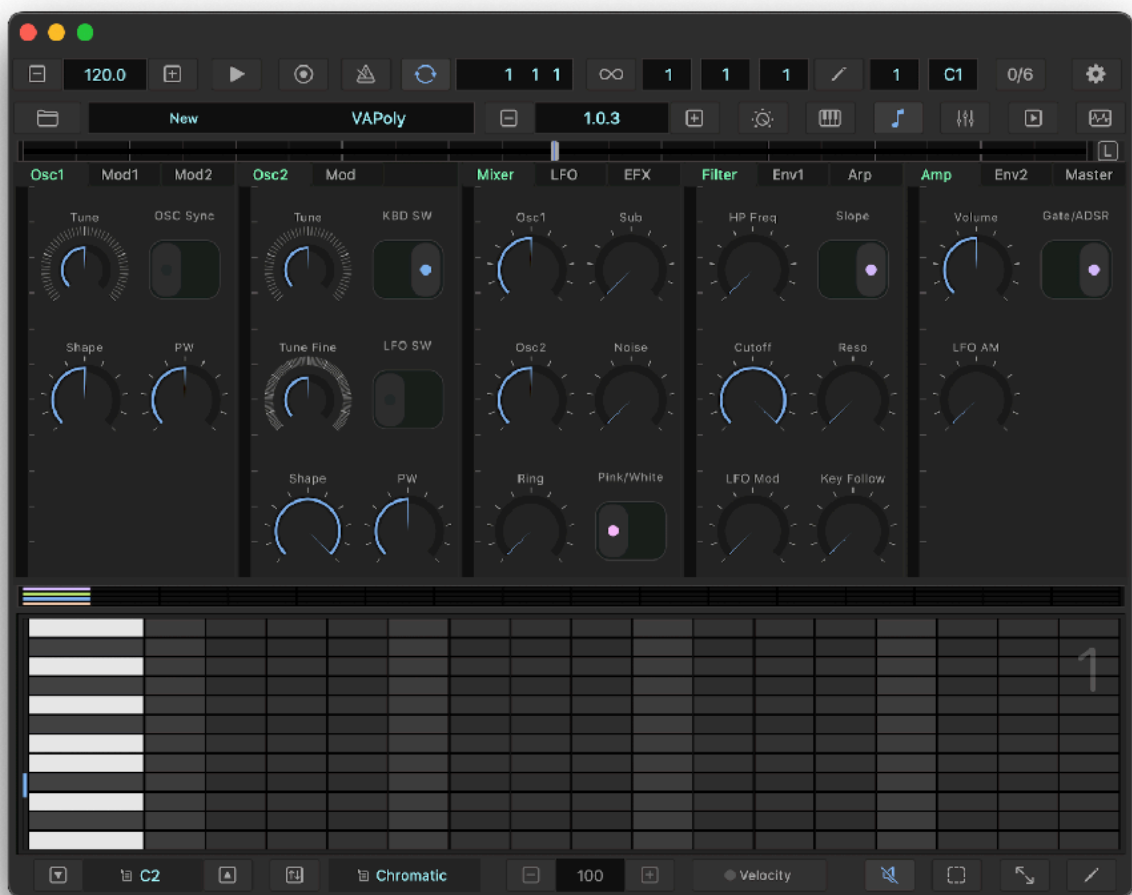 120.0 1 1 1 1 1 1 1 C1 0/6
New VAPoly 1.0.3
L
Osc1 Mod1 Mod2 Osc2 Mod Mixer LFO EFX Filter Env1 Arp Amp Env2 Master
Tune OSC Sync Tune KBD SW Osc1 Sub HP Freq Slope Volume Gate/ADSR
Shape PW Tune Fine LFO SW Osc2 Noise Cutoff Reso LFO AM
Shape PW Ring Pink/White LFO Mod Key Follow
1
C2 Chromatic 100 Velocity